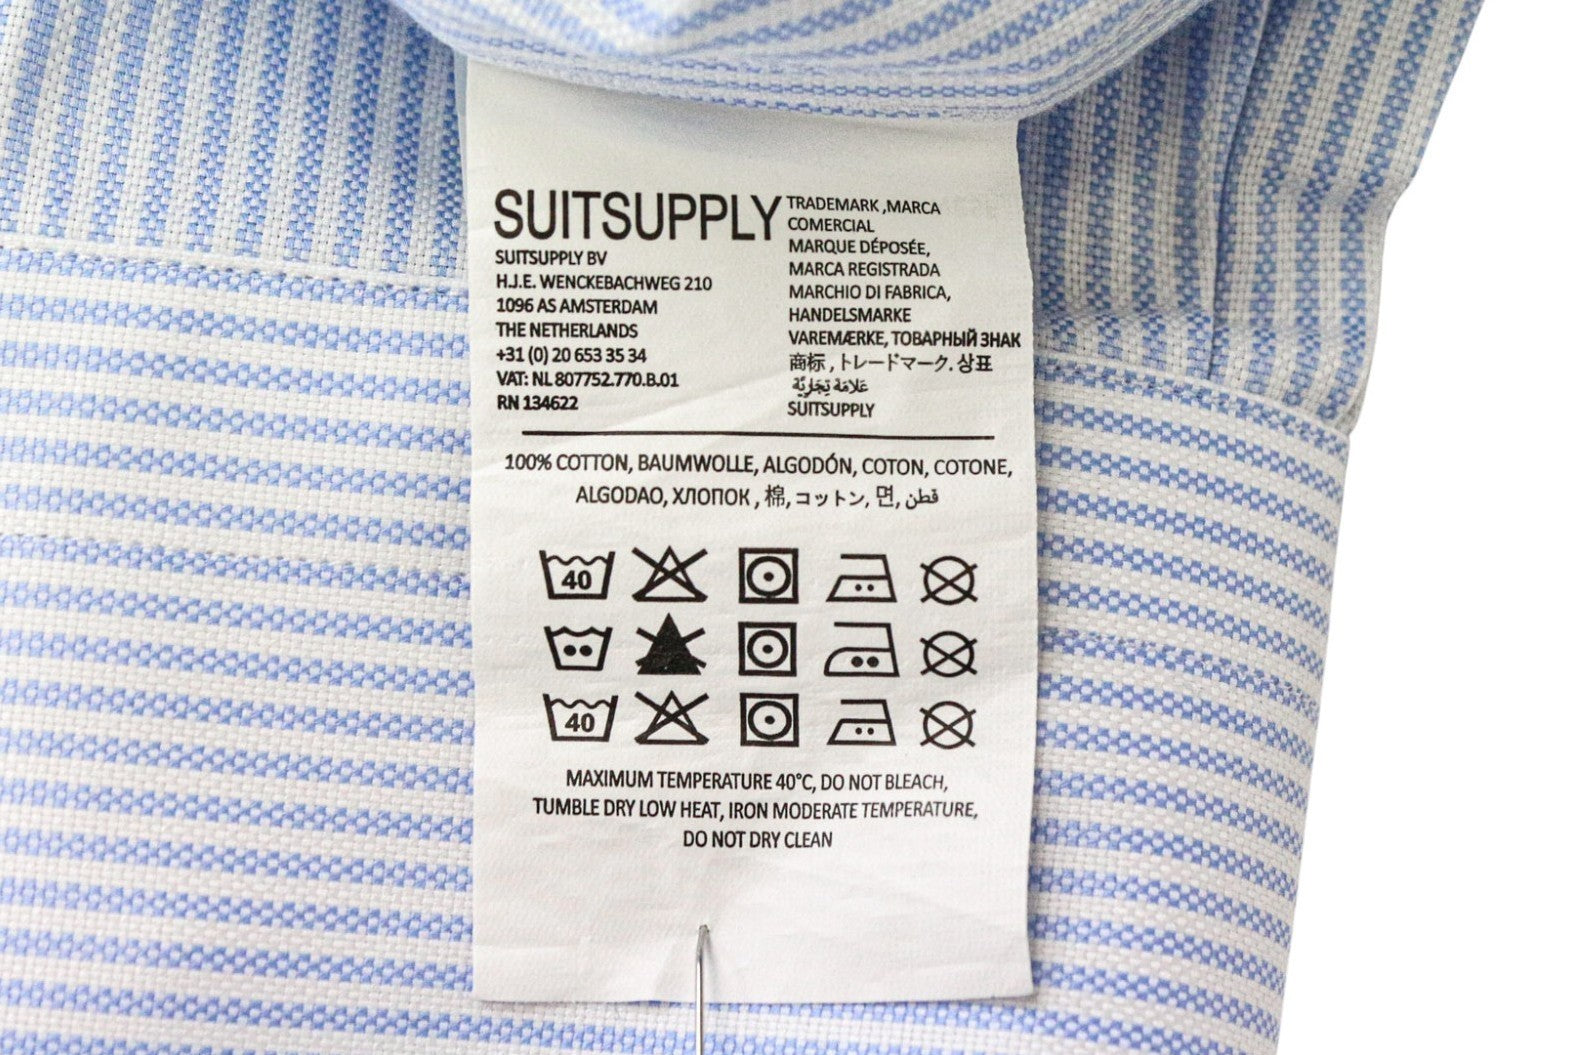 SUITSUPPLY
SUITSUPPLY BV
H.J.E. WENCKEBACHWEG 210
1096 AS AMSTERDAM
THE NETHERLANDS
+31 (0) 20 653 35 34
VAT: NL 807752.770.B.01
RN 134622
TRADEMARK ,MARCA
COMERCIAL
MARQUE DÉPOSÉE,
MARCA REGISTRADA
MARCHIO DI FABRICA,
HANDELSMARKE
VAREMÆRKE, ТОВАРНЫЙ ЗНАК
商标 , トレードマーク. 상표
عَلامَة تِجَارِيَّة
SUITSUPPLY
100% COTTON, BAUMWOLLE, ALGODÓN, COTON, COTONE,
ALGODAO, ХЛОПОК , 棉, コットン, 면, قطن
40
40
MAXIMUM TEMPERATURE 40°C, DO NOT BLEACH,
TUMBLE DRY LOW HEAT, IRON MODERATE TEMPERATURE,
DO NOT DRY CLEAN